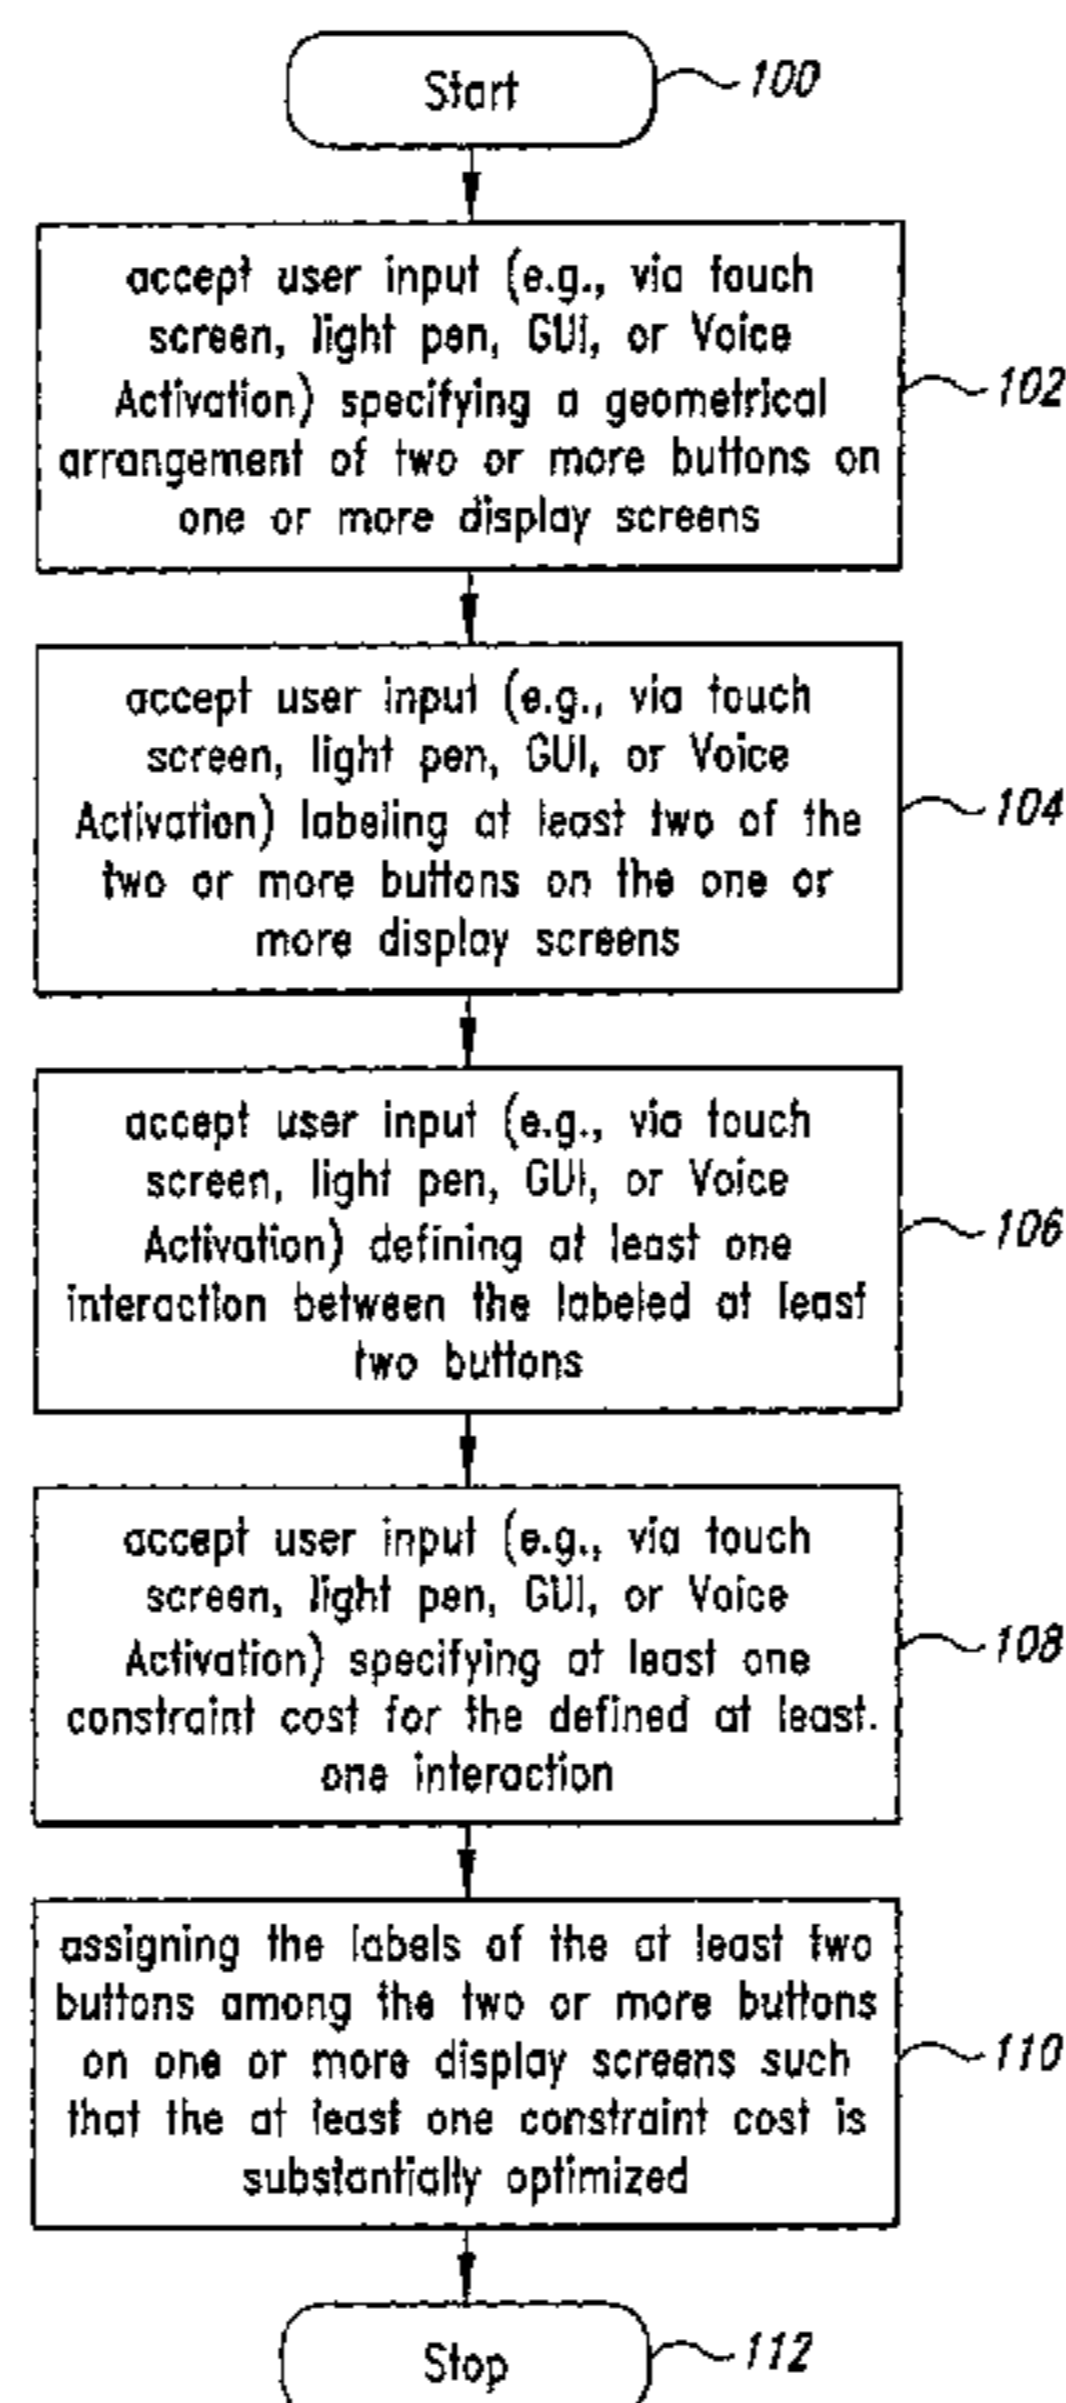 Start
100
accept user input (e.g., via touch
screen, light pen, GUI, or Voice
Activation) specifying a geometrical
arrangement of two or more buttons on
one or more display screens
102
accept user input (e.g., via touch
screen, light pen, GUI, or Voice
Activation) labeling at least two of the
two or more buttons on the one or
more display screens
104
accept user input (e.g., via touch
screen, light pen, GUI, or Voice
Activation) defining at least one
interaction between the labeled at least
two buttons
106
accept user input (e.g., via touch
screen, light pen, GUI, or Voice
Activation) specifying at least one
constraint cost for the defined at least.
one interaction
108
assigning the labels of the at least two
buttons among the two or more buttons
on one or more display screens such
that the at least one constraint cost is
substantially optimized
110
Stop
112